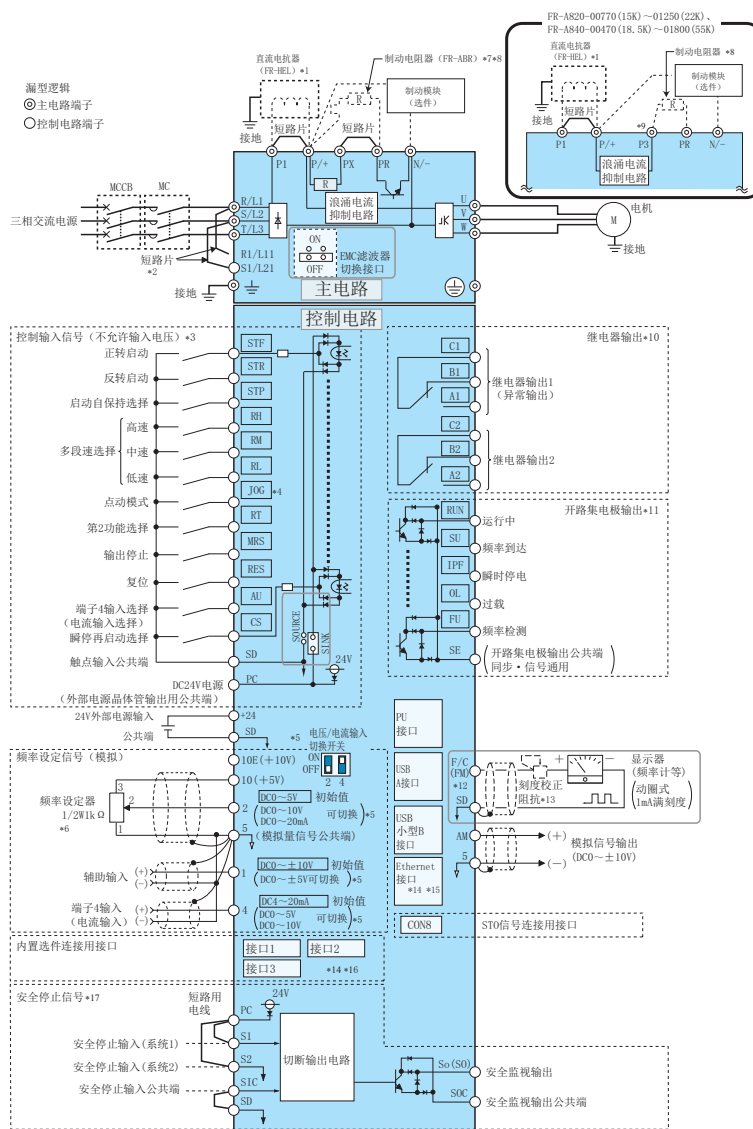 FR-A820-00770(15K)～01250(22K)、
FR-A840-00470(18.5K)～01800(55K)
直流电抗器
(FR-HEL)*1
制动电阻器 *8
制动模块
(选件)
R
接地
短路片
*9
P1
P/+
P3
PR
N/-
浪涌电流
抑制电路
漏型逻辑
主电路端子
控制电路端子
直流电抗器
(FR-HEL)*1
制动电阻器(FR-ABR)*7*8
制动模块
(选件)
R
接地
短路片
短路片
P1
P/+
PX
PR
N/-
R
浪涌电流
抑制电路
MCCB
MC
三相交流电源
R/L1
S/L2
T/L3
R1/L11
S1/L21
短路片
*2
接地
U
V
W
电机
M
接地
ON
OFF
EMC滤波器
切换接口
主电路
控制电路
控制输入信号(不允许输入电压)*3
正转启动
STF
反转启动
STR
启动自保持选择
STP
多段速选择
高速
RH
中速
RM
低速
RL
点动模式
JOG
*4
第2功能选择
RT
输出停止
MRS
复位
RES
端子4输入选择
(电流输入选择)
AU
瞬停再启动选择
CS
触点输入公共端
SD
SOURCE
SINK
24V
DC24V电源
(外部电源晶体管输出用公共端)
PC
24V外部电源输入
+24
公共端
SD
继电器输出*10
C1
B1
A1
继电器输出1
(异常输出)
C2
B2
A2
继电器输出2
开路集电极输出*11
RUN
运行中
SU
频率到达
IPF
瞬时停电
OL
过载
FU
频率检测
SE
(开路集电极输出公共端
同步·信号通用)
频率设定信号(模拟)
*5
电压/电流输入
切换开关
ON
OFF
2 4
10E(+10V)
10(+5V)
3
2
1
频率设定器
1/2W1kΩ
*6
2
DC0～5V 初始值
(DC0～10V
DC0～20mA 可切换)*5
5
(模拟量信号公共端)
辅助输入
(+)
(-)
1
DC0～±10V 初始值
(DC0～±5V可切换)*5
端子4输入
(电流输入)
(+)
(-)
4
DC4～20mA 初始值
(DC0～5V
DC0～10V 可切换)*5
PU
接口
USB
A接口
USB
小型B
接口
Ethernet
接口
*14 *15
F/C
(FM)
*12
SD
刻度校正
阻抗*13
+
-
显示器
(频率计等)
(动圈式
1mA满刻度)
AM
5
(+)
(-)
模拟信号输出
(DC0～±10V)
CON8
STO信号连接用接口
内置选件连接用接口
接口1
接口2
接口3
*14 *16
安全停止信号*17
短路用
电线
24V
PC
安全停止输入(系统1)
S1
安全停止输入(系统2)
S2
安全停止输入公共端
SIC
SD
切断输出电路
So(SO)
安全监视输出
SOC
安全监视输出公共端